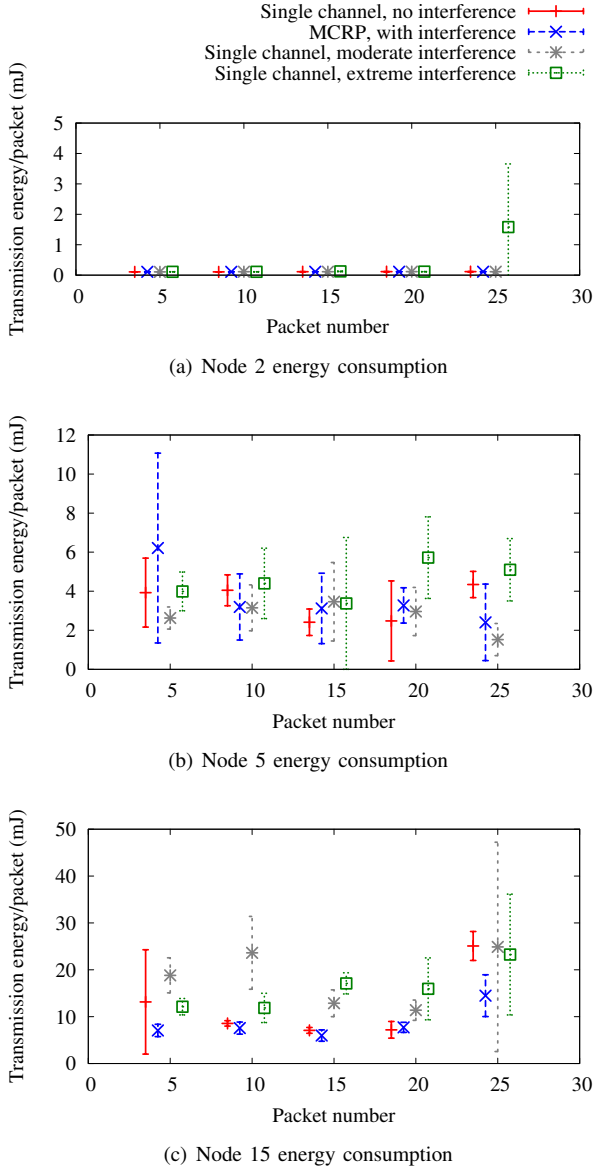 Single channel, no interference
MCRP, with interference
Single channel, moderate interference
Single channel, extreme interference
Transmission energy/packet (mJ)
5
4
3
2
1
0
0 5 10 15 20 25 30
Packet number
(a) Node 2 energy consumption
Transmission energy/packet (mJ)
12
10
8
6
4
2
0
0 5 10 15 20 25 30
Packet number
(b) Node 5 energy consumption
Transmission energy/packet (mJ)
50
40
30
20
10
0
0 5 10 15 20 25 30
Packet number
(c) Node 15 energy consumption